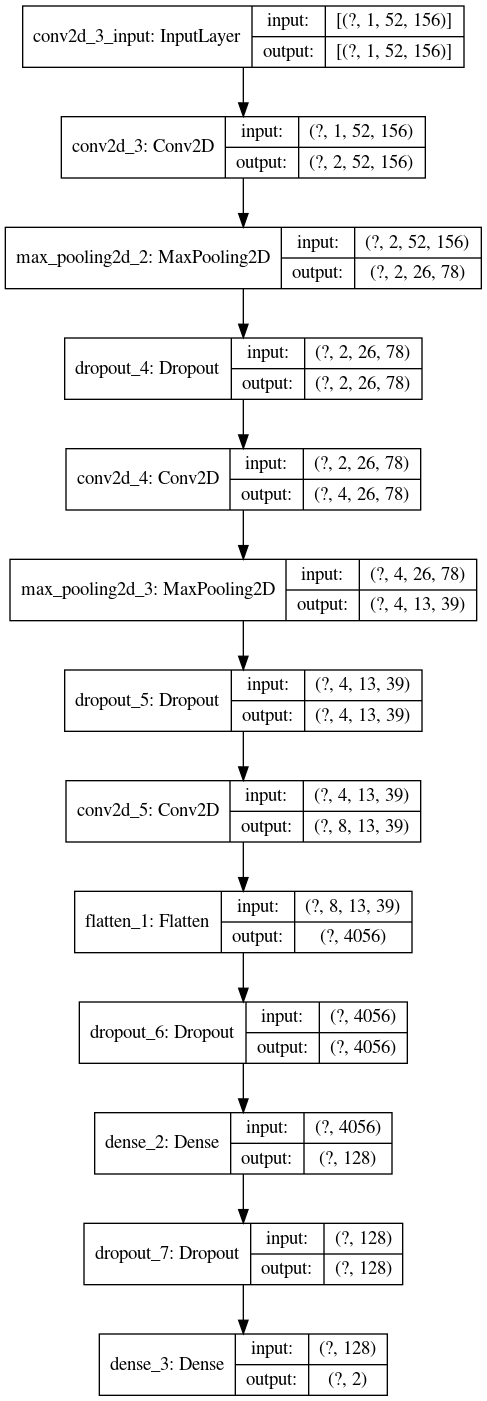 conv2d_3_input: InputLayer
input: [(?, 1, 52, 156)]
output: [(?, 1, 52, 156)]
conv2d_3: Conv2D
input: (?, 1, 52, 156)
output: (?, 2, 52, 156)
max_pooling2d_2: MaxPooling2D
input: (?, 2, 52, 156)
output: (?, 2, 26, 78)
dropout_4: Dropout
input: (?, 2, 26, 78)
output: (?, 2, 26, 78)
conv2d_4: Conv2D
input: (?, 2, 26, 78)
output: (?, 4, 26, 78)
max_pooling2d_3: MaxPooling2D
input: (?, 4, 26, 78)
output: (?, 4, 13, 39)
dropout_5: Dropout
input: (?, 4, 13, 39)
output: (?, 4, 13, 39)
conv2d_5: Conv2D
input: (?, 4, 13, 39)
output: (?, 8, 13, 39)
flatten_1: Flatten
input: (?, 8, 13, 39)
output: (?, 4056)
dropout_6: Dropout
input: (?, 4056)
output: (?, 4056)
dense_2: Dense
input: (?, 4056)
output: (?, 128)
dropout_7: Dropout
input: (?, 128)
output: (?, 128)
dense_3: Dense
input: (?, 128)
output: (?, 2)